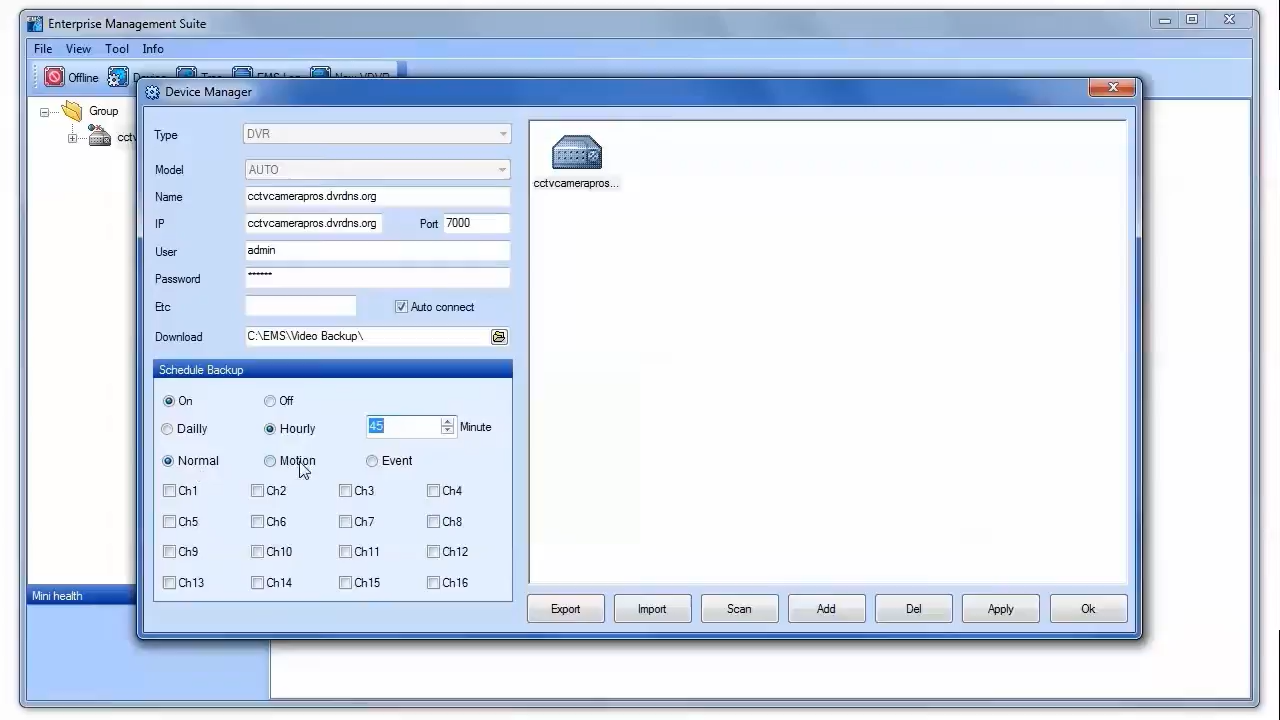 Enterprise Management Suite
File View Tool Info
Offline
Device Manager
Group
Type DVR
Model AUTO
Name cctvcamerapros.dvrdns.org
IP cctvcamerapros.dvrdns.org Port 7000
User admin
Password ******
Etc Auto connect
Download C:\EMS\Video Backup\
cctvcamerapros...
Schedule Backup
On Off
Dailly Hourly 45 Minute
Normal Motion Event
Ch1 Ch2 Ch3 Ch4
Ch5 Ch6 Ch7 Ch8
Ch9 Ch10 Ch11 Ch12
Ch13 Ch14 Ch15 Ch16
Mini health
Export Import Scan Add Del Apply Ok